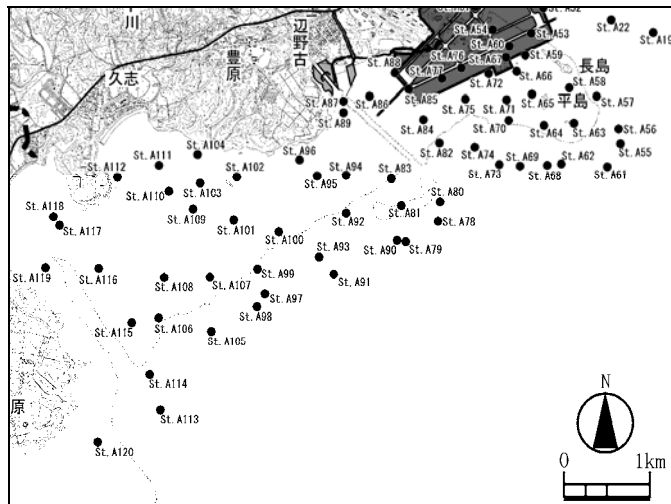 川
辺野古
豊原
久志
St. A54
St. A53
St. A22
St. A19
St. A60
St. A59
St. A67
St. A76
St. A88
St. A66
長島
St. A77
St. A72
St. A58
St. A87
St. A86
St. A85
St. A75
St. A71
St. A65
平島
St. A57
St. A89
St. A84
St. A70
St. A64
St. A63
St. A56
St. A82
St. A74
St. A55
St. A104
St. A96
St. A111
St. A112
St. A102
St. A94
St. A83
St. A73
St. A69
St. A68
St. A62
St. A61
St. A95
St. A110
St. A103
St. A80
St. A118
St. A109
St. A101
St. A92
St. A81
St. A78
St. A117
St. A100
St. A93
St. A90
St. A79
St. A119
St. A116
St. A108
St. A107
St. A99
St. A91
St. A97
St. A98
St. A115
St. A106
St. A105
St. A114
原
St. A113
St. A120
N
0 1km